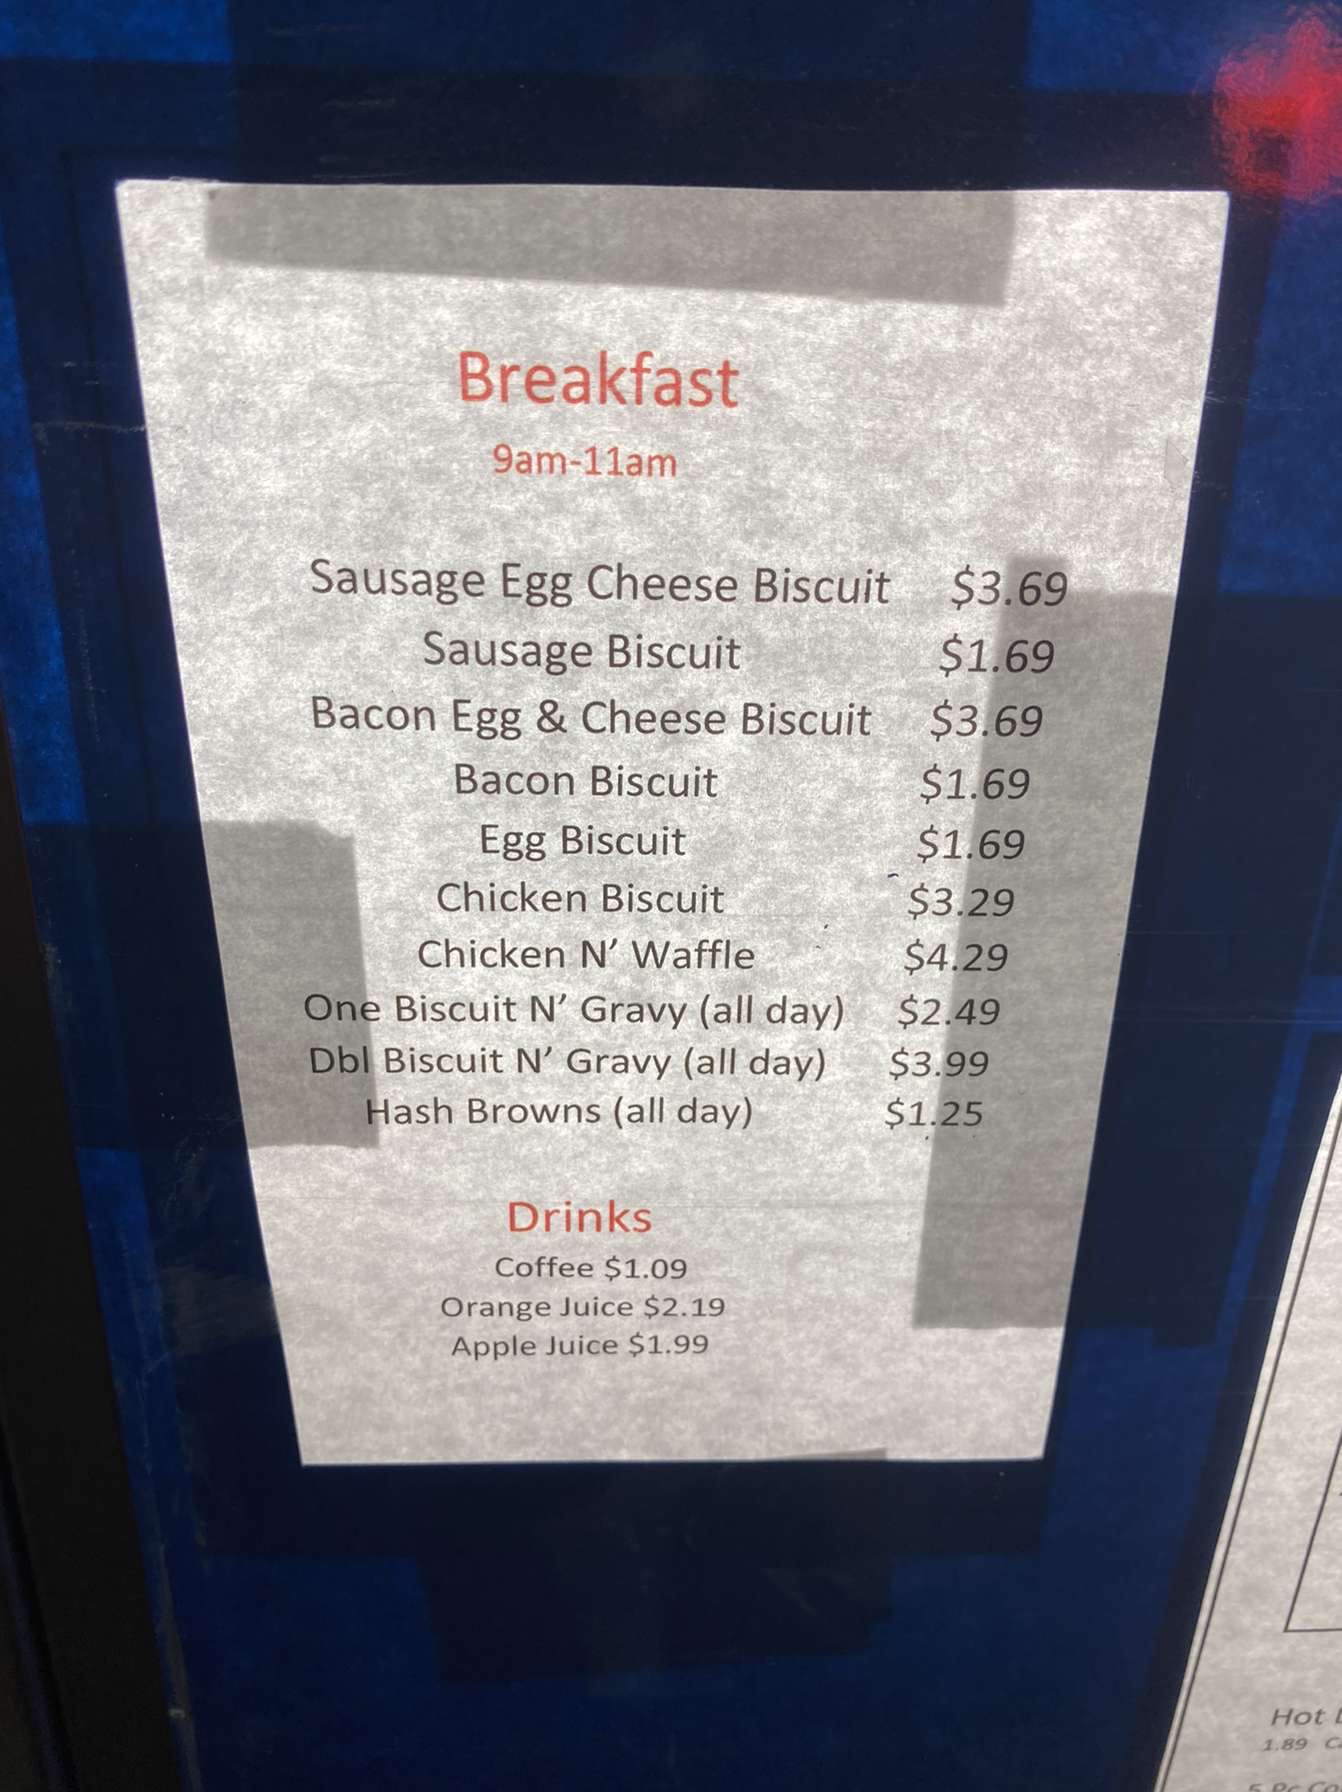 Breakfast
9am-11am
Sausage Egg Cheese Biscuit $3.69
Sausage Biscuit $1.69
Bacon Egg & Cheese Biscuit $3.69
Bacon Biscuit $1.69
Egg Biscuit $1.69
Chicken Biscuit $3.29
Chicken N’ Waffle $4.29
One Biscuit N’ Gravy (all day) $2.49
Dbl Biscuit N’ Gravy (all day) $3.99
Hash Browns (all day) $1.25
Drinks
Coffee $1.09
Orange Juice $2.19
Apple Juice $1.99
Hot
1.89